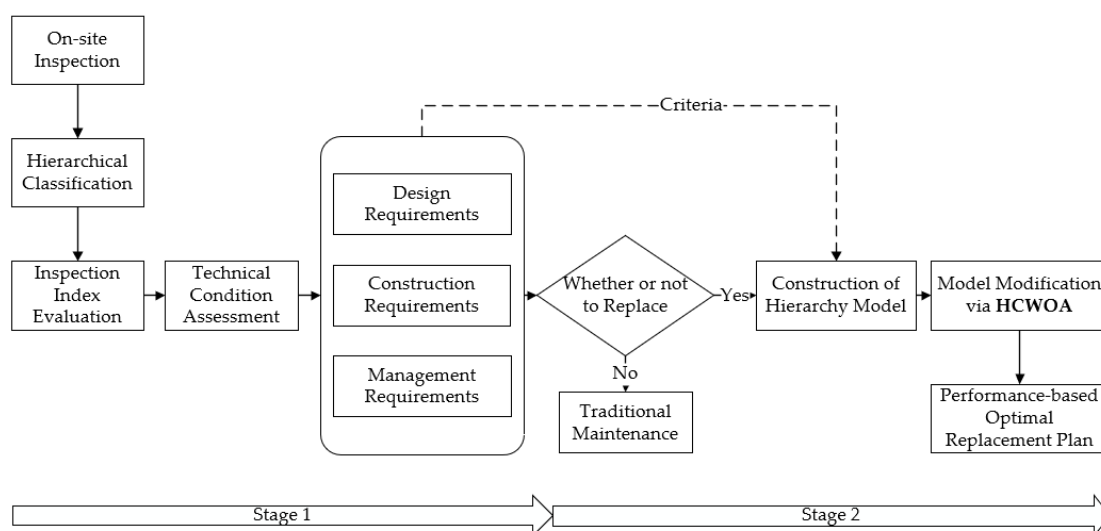 On-site
Inspection
Hierarchical
Classification
Inspection
Index
Evaluation
Technical
Condition
Assessment
Design
Requirements
Construction
Requirements
Management
Requirements
Criteria
Whether or not
to Replace
Yes
No
Traditional
Maintenance
Construction of
Hierarchy Model
Model Modification
via HCWOA
Performance-based
Optimal
Replacement Plan
Stage 1
Stage 2